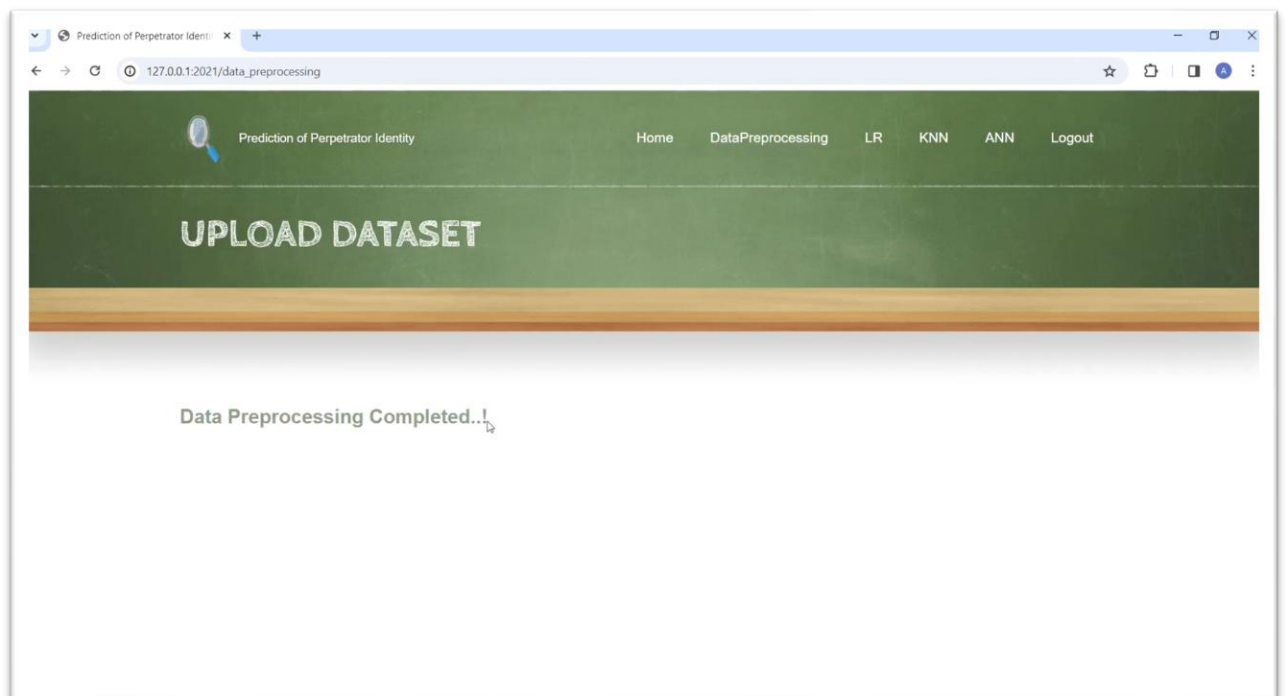 Prediction of Perpetrator Identi
127.0.0.1:2021/data_preprocessing
A
Prediction of Perpetrator Identity Home DataPreprocessing LR KNN ANN Logout
UPLOAD DATASET
Data Preprocessing Completed..!